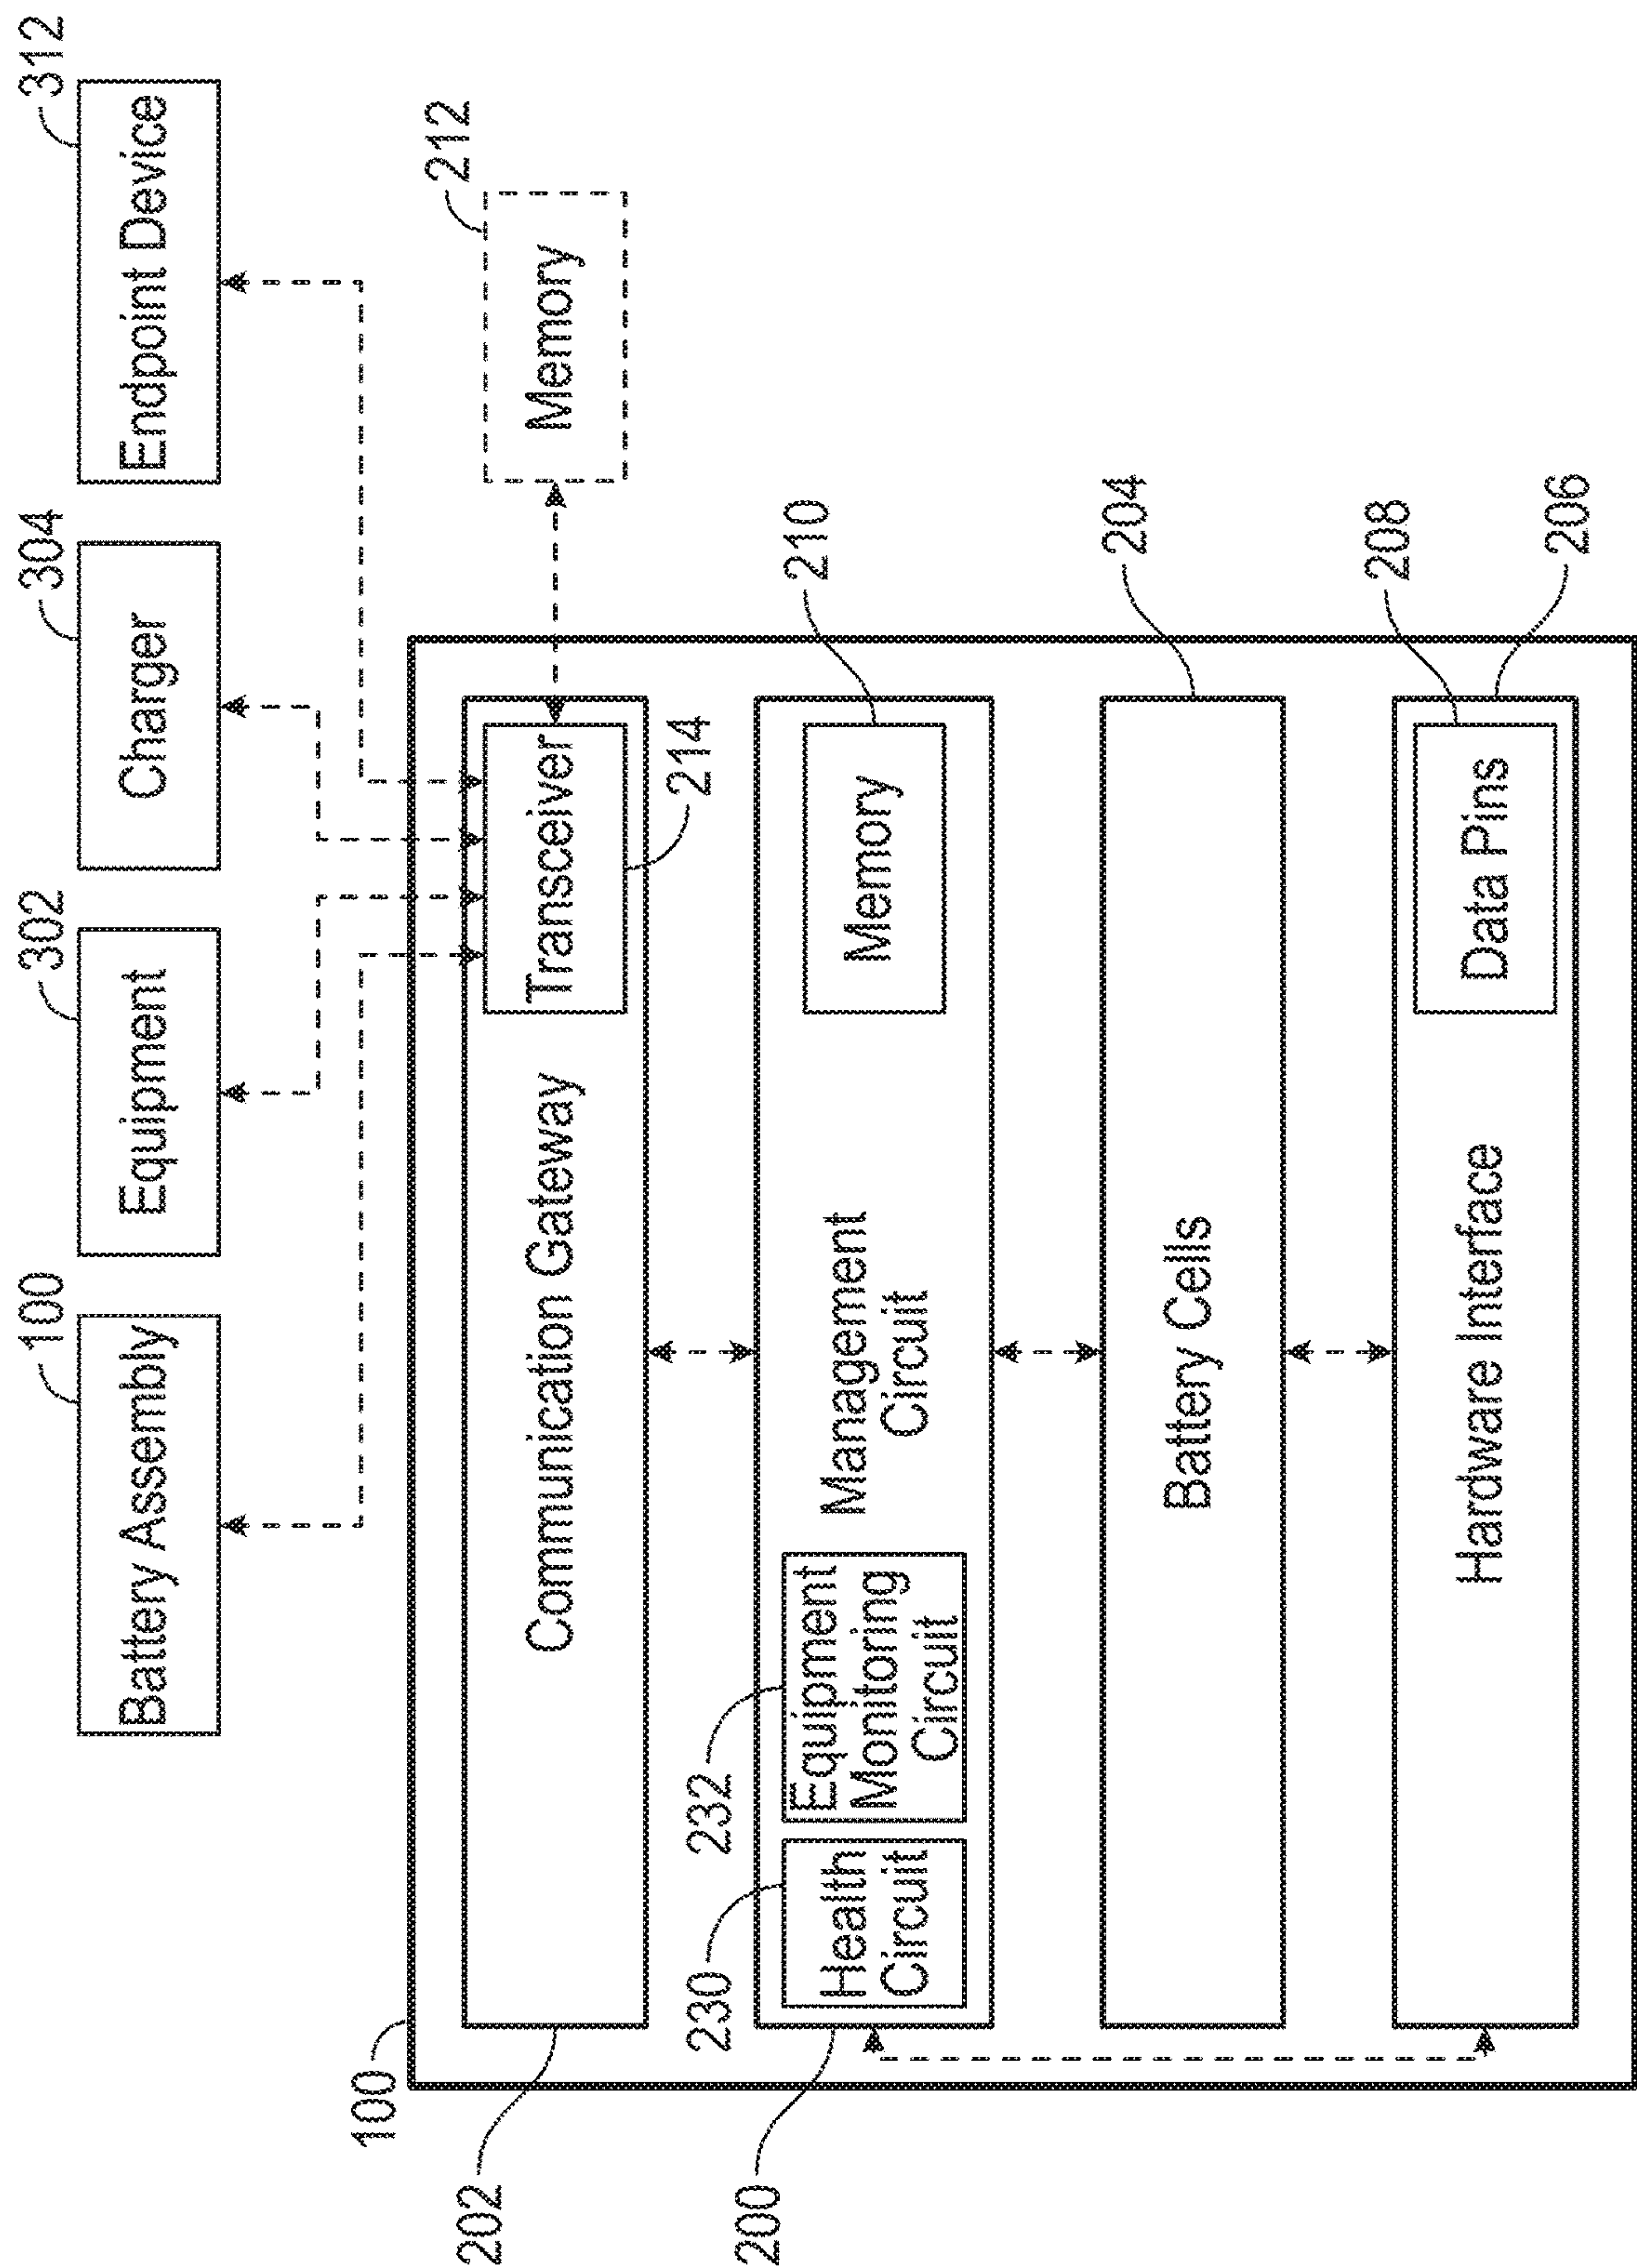 100
302
304
312
Battery Assembly
Equipment
Charger
Endpoint Device
100
202
Communication Gateway
Transceiver
214
212
Memory
200
230
232
Health
Circuit
Equipment
Monitoring
Circuit
Management
Circuit
Memory
210
Battery Cells
204
Hardware Interface
Data Pins
208
206